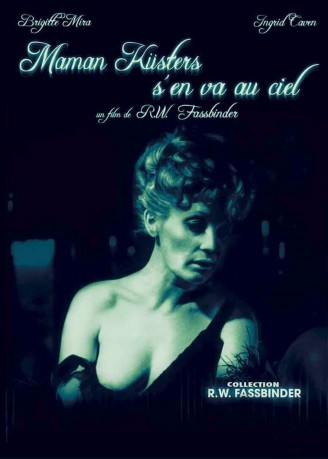 Brigitte Mira Ingrid Caven
Maman Küsters
s'en va au ciel
un film de R.W. Fassbinder
COLLECTION
R.W. FASSBINDER